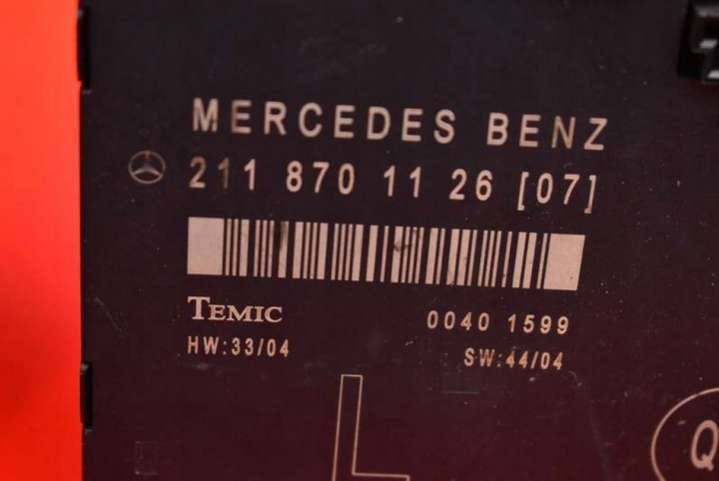 MERCEDES BENZ
211 870 11 26 [07]
TEMIC
0040 1599
HW:33/04
SW:44/04
L
Q